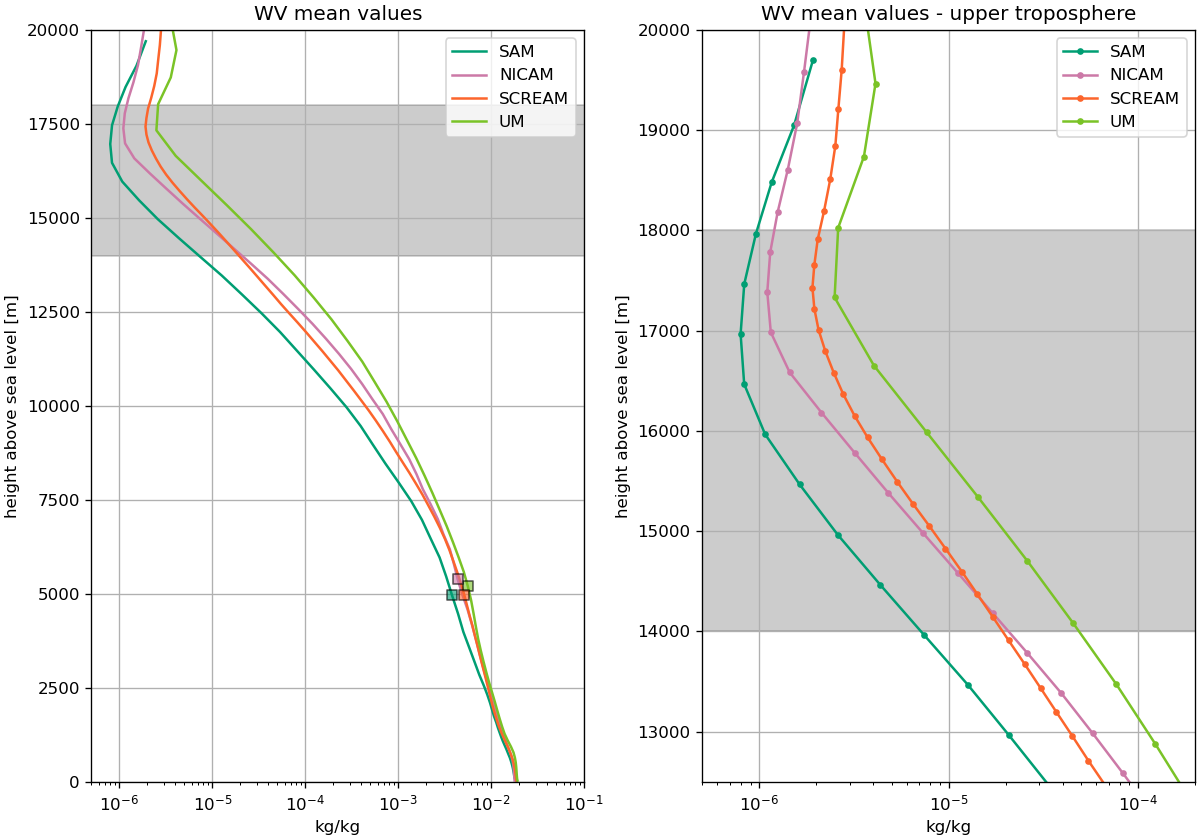 WV mean values
20000
17500
15000
12500
10000
7500
5000
2500
0
height above sea level [m]
10⁻⁶
10⁻⁵
10⁻⁴
10⁻³
10⁻²
10⁻¹
kg/kg
SAM
NICAM
SCREAM
UM
WV mean values - upper troposphere
20000
19000
18000
17000
16000
15000
14000
13000
height above sea level [m]
10⁻⁶
10⁻⁵
10⁻⁴
kg/kg
SAM
NICAM
SCREAM
UM